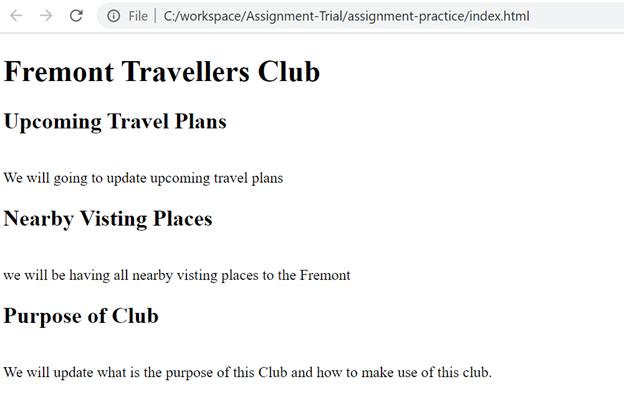 File | C:/workspace/Assignment-Trial/assignment-practice/index.html
Fremont Travellers Club
Upcoming Travel Plans
We will going to update upcoming travel plans
Nearby Visting Places
we will be having all nearby visting places to the Fremont
Purpose of Club
We will update what is the purpose of this Club and how to make use of this club.